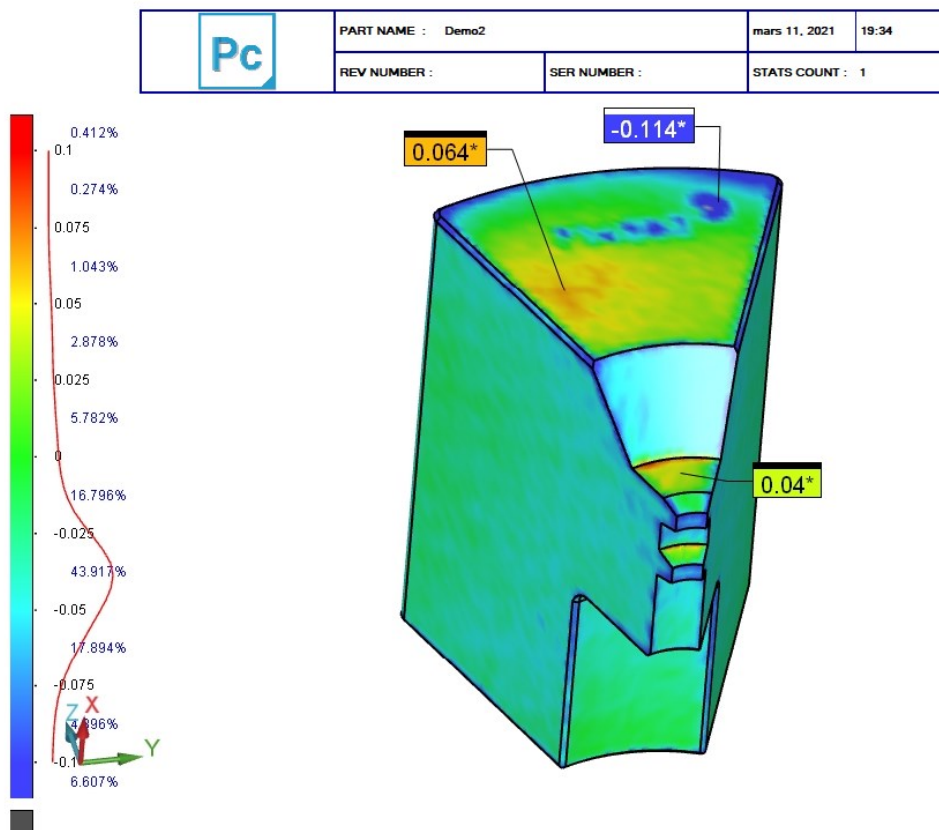 Pc
PART NAME : Demo2
mars 11, 2021
19:34
REV NUMBER :
SER NUMBER :
STATS COUNT : 1
0.412%
0.1
0.274%
0.075
1.043%
0.05
2.878%
0.025
5.782%
0
16.796%
-0.025
43.917%
-0.05
17.894%
-0.075
-0.1
6.607%
Z X
Y
0.064*
-0.114*
0.04*